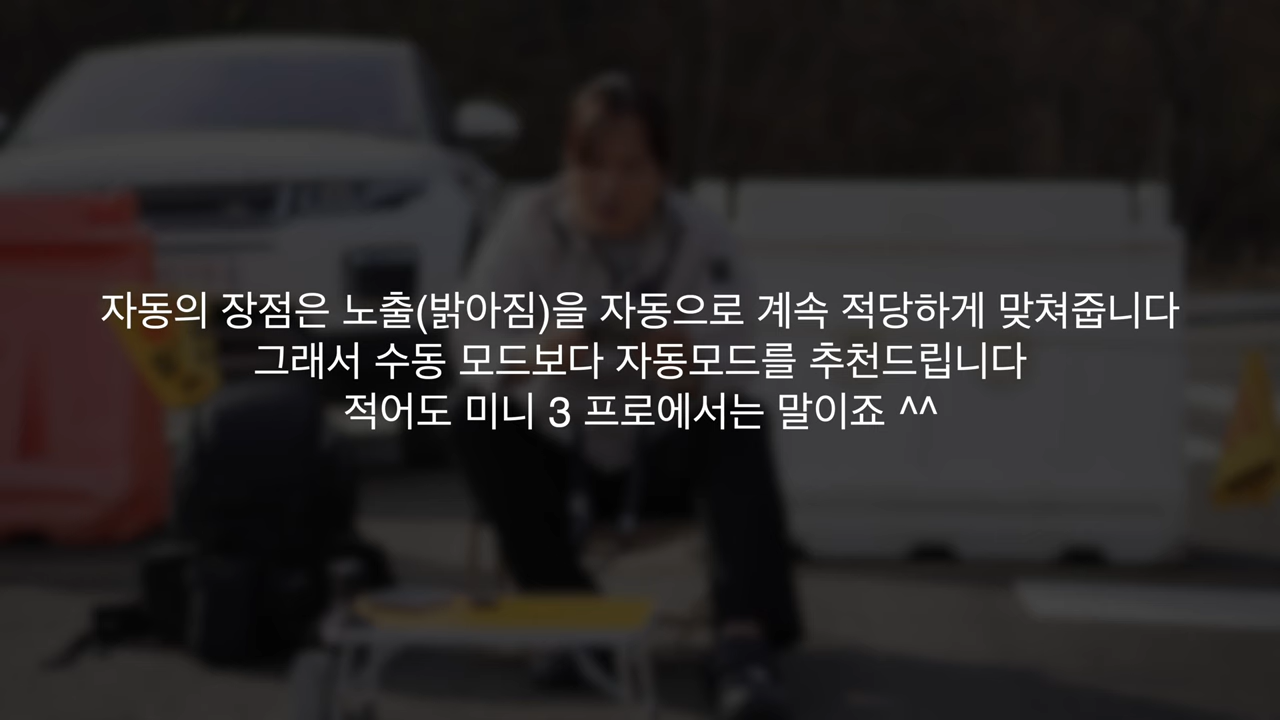 자동의 장점은 노출(밝아짐)을 자동으로 계속 적당하게 맞쳐줍니다
그래서 수동 모드보다 자동모드를 추천드립니다
적어도 미니 3 프로에서는 말이죠 ^^